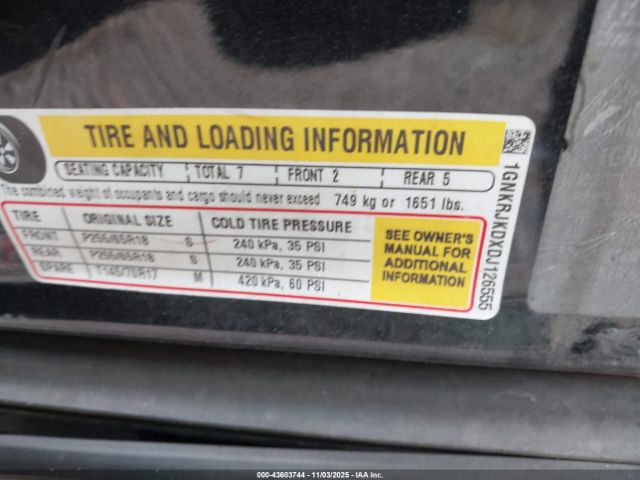 TIRE AND LOADING INFORMATION
SEATING CAPACITY TOTAL 7 FRONT 2 REAR 5
The combined weight of occupants and cargo should never exceed 749 kg or 1651 lbs.
TIRE ORIGINAL SIZE COLD TIRE PRESSURE
FRONT P255/65R18 S 240 kPa, 35 PSI
REAR P255/65R18 S 240 kPa, 35 PSI
SPARE T145/70R17 M 420 kPa, 60 PSI
SEE OWNER'S
MANUAL FOR
ADDITIONAL
INFORMATION
1GNKRJKDXDJ126555
000-43603744 - 11/03/2025 - IAA Inc.